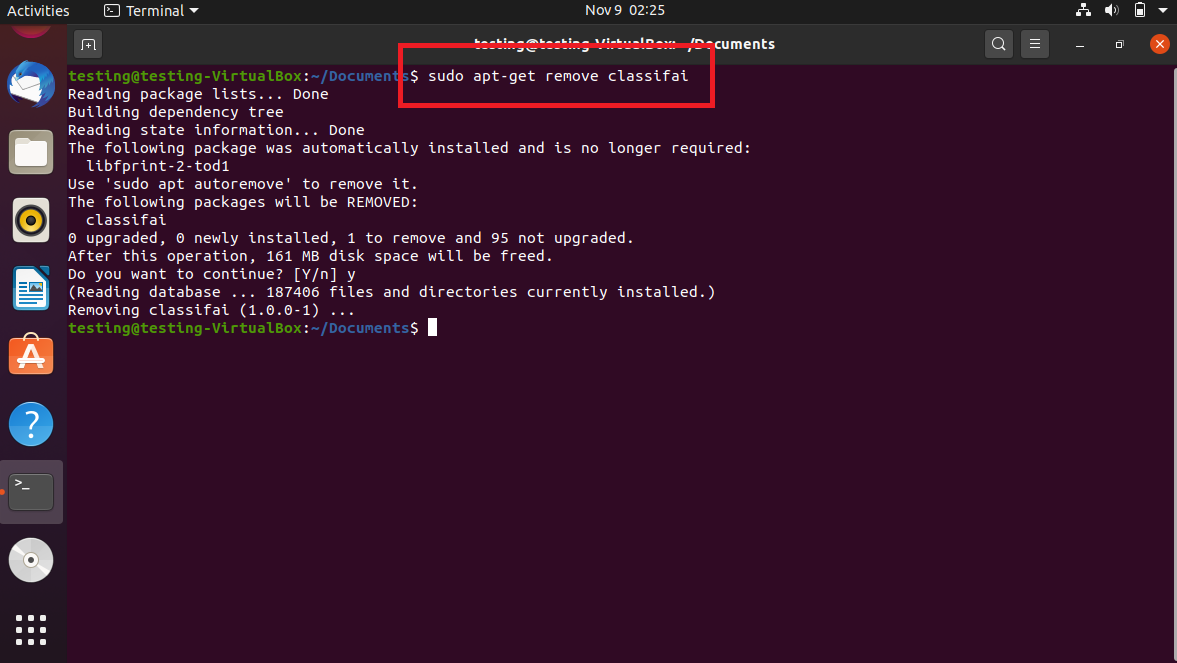 Activities Terminal Nov 9 02:25
testing@testing-VirtualBox: ~/Documents
testing@testing-VirtualBox:~/Documents$ sudo apt-get remove classifai
Reading package lists... Done
Building dependency tree
Reading state information... Done
The following package was automatically installed and is no longer required:
libfprint-2-tod1
Use 'sudo apt autoremove' to remove it.
The following packages will be REMOVED:
classifai
0 upgraded, 0 newly installed, 1 to remove and 95 not upgraded.
After this operation, 161 MB disk space will be freed.
Do you want to continue? [Y/n] y
(Reading database ... 187406 files and directories currently installed.)
Removing classifai (1.0.0-1) ...
testing@testing-VirtualBox:~/Documents$